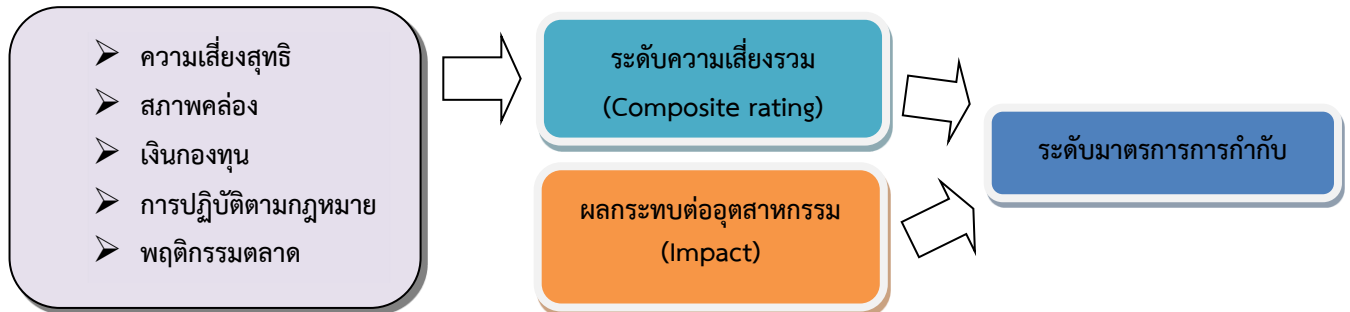 ความเสี่ยงสุทธิ
สภาพคล่อง
เงินกองทุน
การปฏิบัติตามกฎหมาย
พฤติกรรมตลาด
ระดับความเสี่ยงรวม
(Composite rating)
ผลกระทบต่ออุตสาหกรรม
(Impact)
ระดับมาตรการการกำกับ